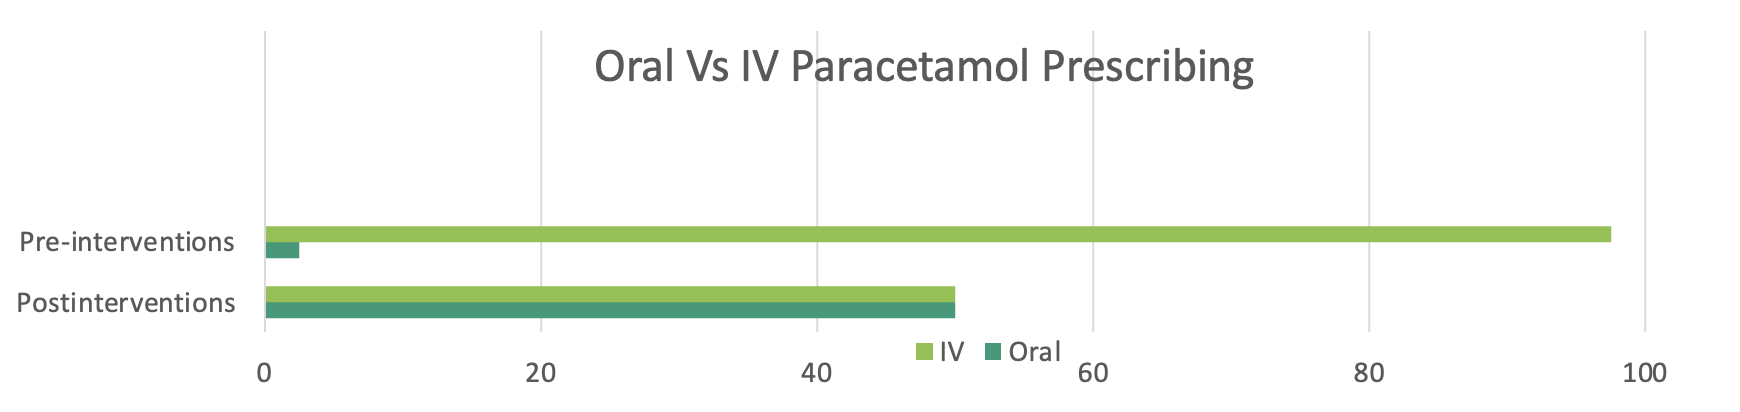 Oral Vs IV Paracetamol Prescribing
Pre-interventions
Postinterventions
IV Oral
0 20 40 60 80 100